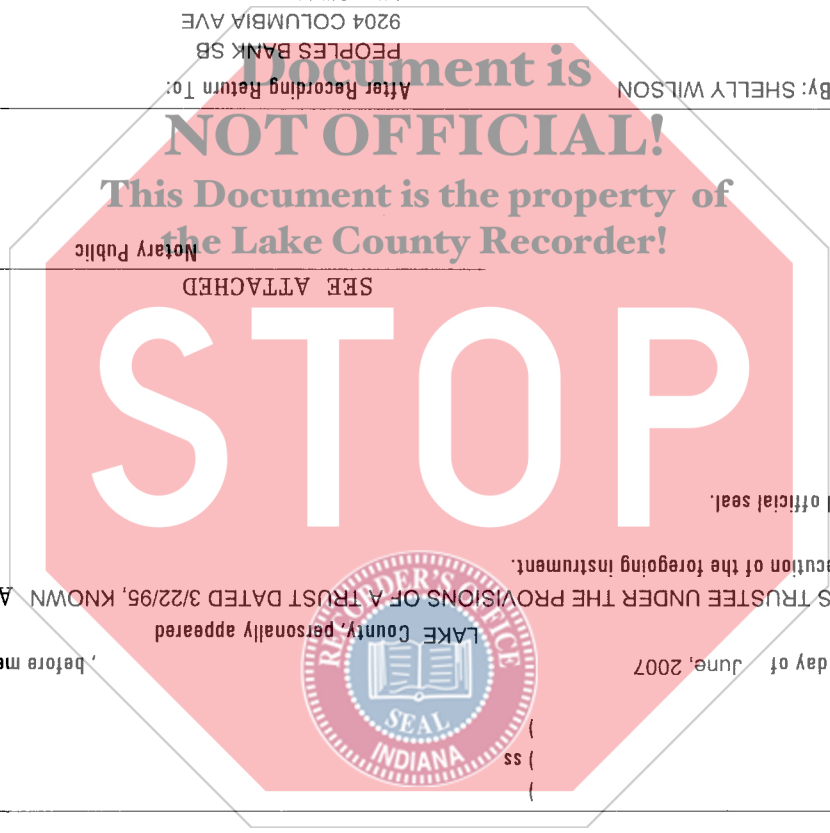 Document is
NOT OFFICIAL!
This Document is the property of
the Lake County Recorder!
STOP
RECORDER'S OFFICE
SEAL
INDIANA
)
) ss
)
day of June, 2007 , before me
LAKE County, personally appeared
S TRUSTEE UNDER THE PROVISIONS OF A TRUST DATED 3/22/95, KNOWN A
ecution of the foregoing instrument.
l official seal.
SEE ATTACHED
Notary Public
By: SHELLY WILSON After Recording Return To:
PEOPLES BANK SB
9204 COLUMBIA AVE